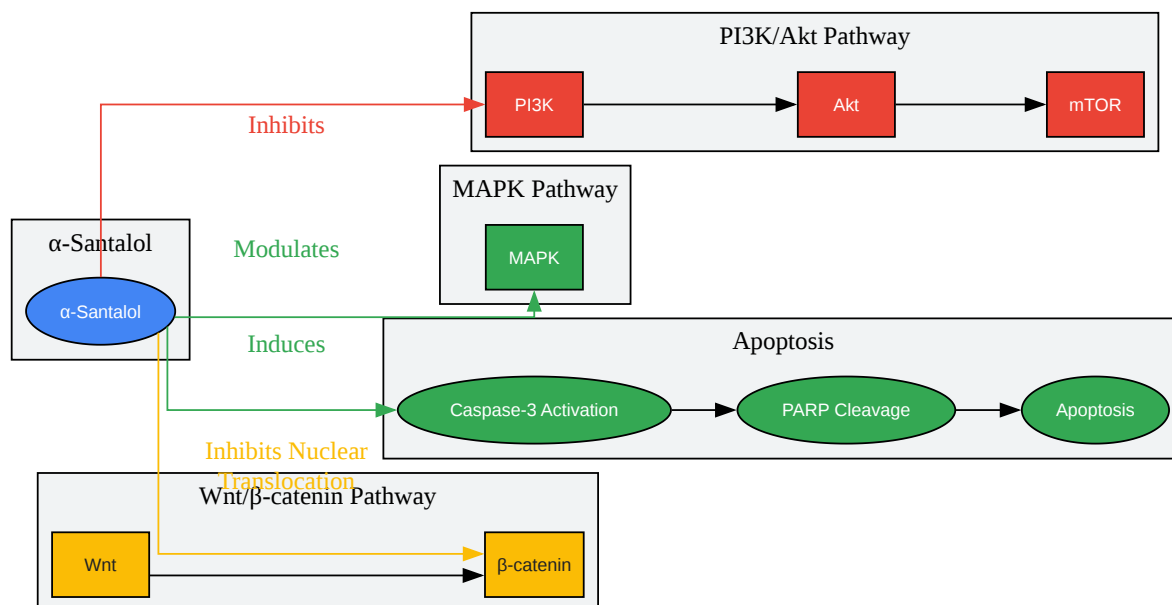 PI3K/Akt Pathway
PI3K
Akt
mTOR
Inhibits
MAPK Pathway
MAPK
α-Santalol
α-Santalol
Modulates
Induces
Apoptosis
Caspase-3 Activation
PARP Cleavage
Apoptosis
Inhibits Nuclear
Translocation
Wnt/β-catenin Pathway
Wnt
β-catenin